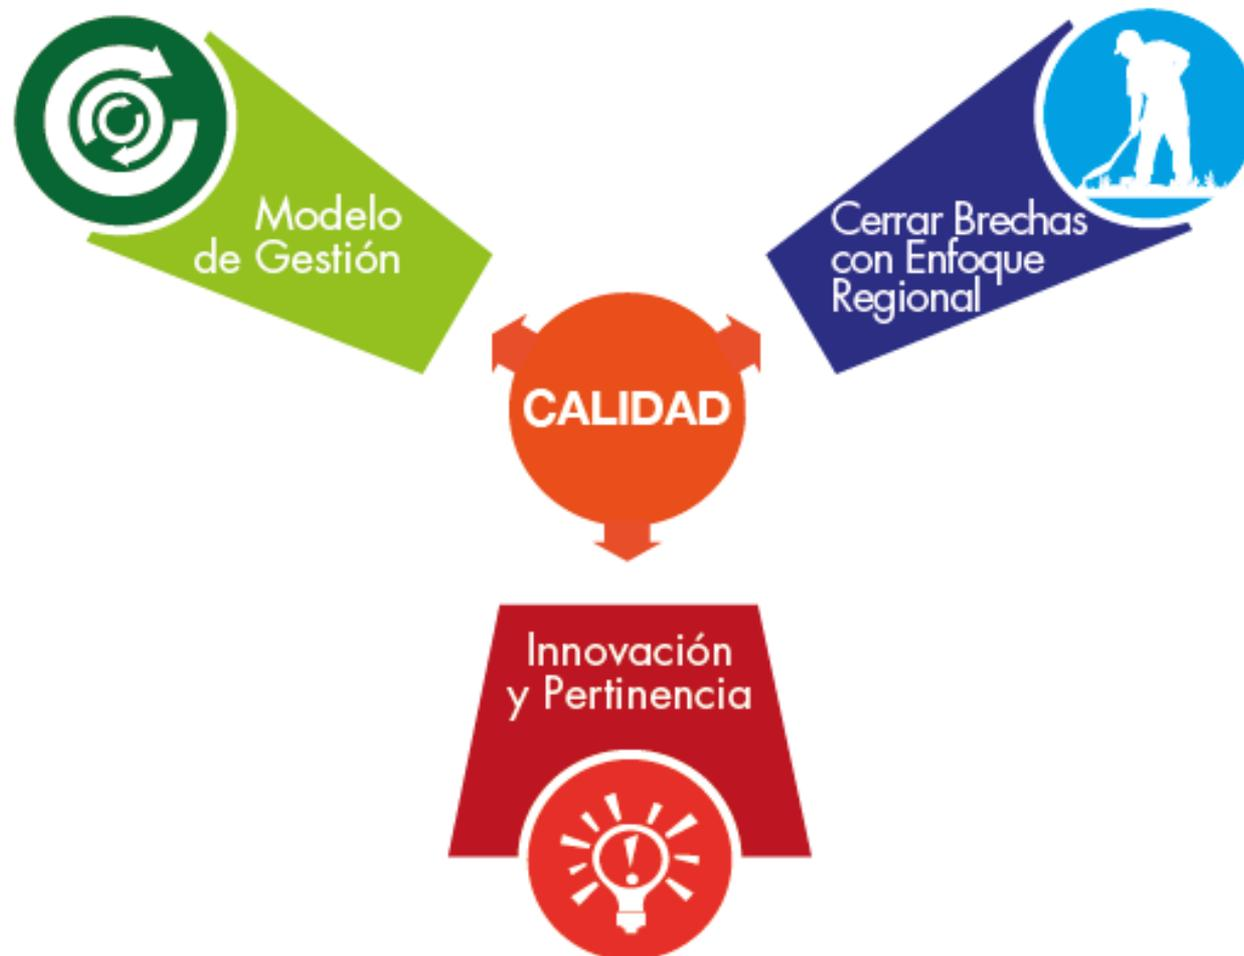 Modelo
de Gestión
Cerrar Brechas
con Enfoque
Regional
CALIDAD
Innovación
y Pertinencia